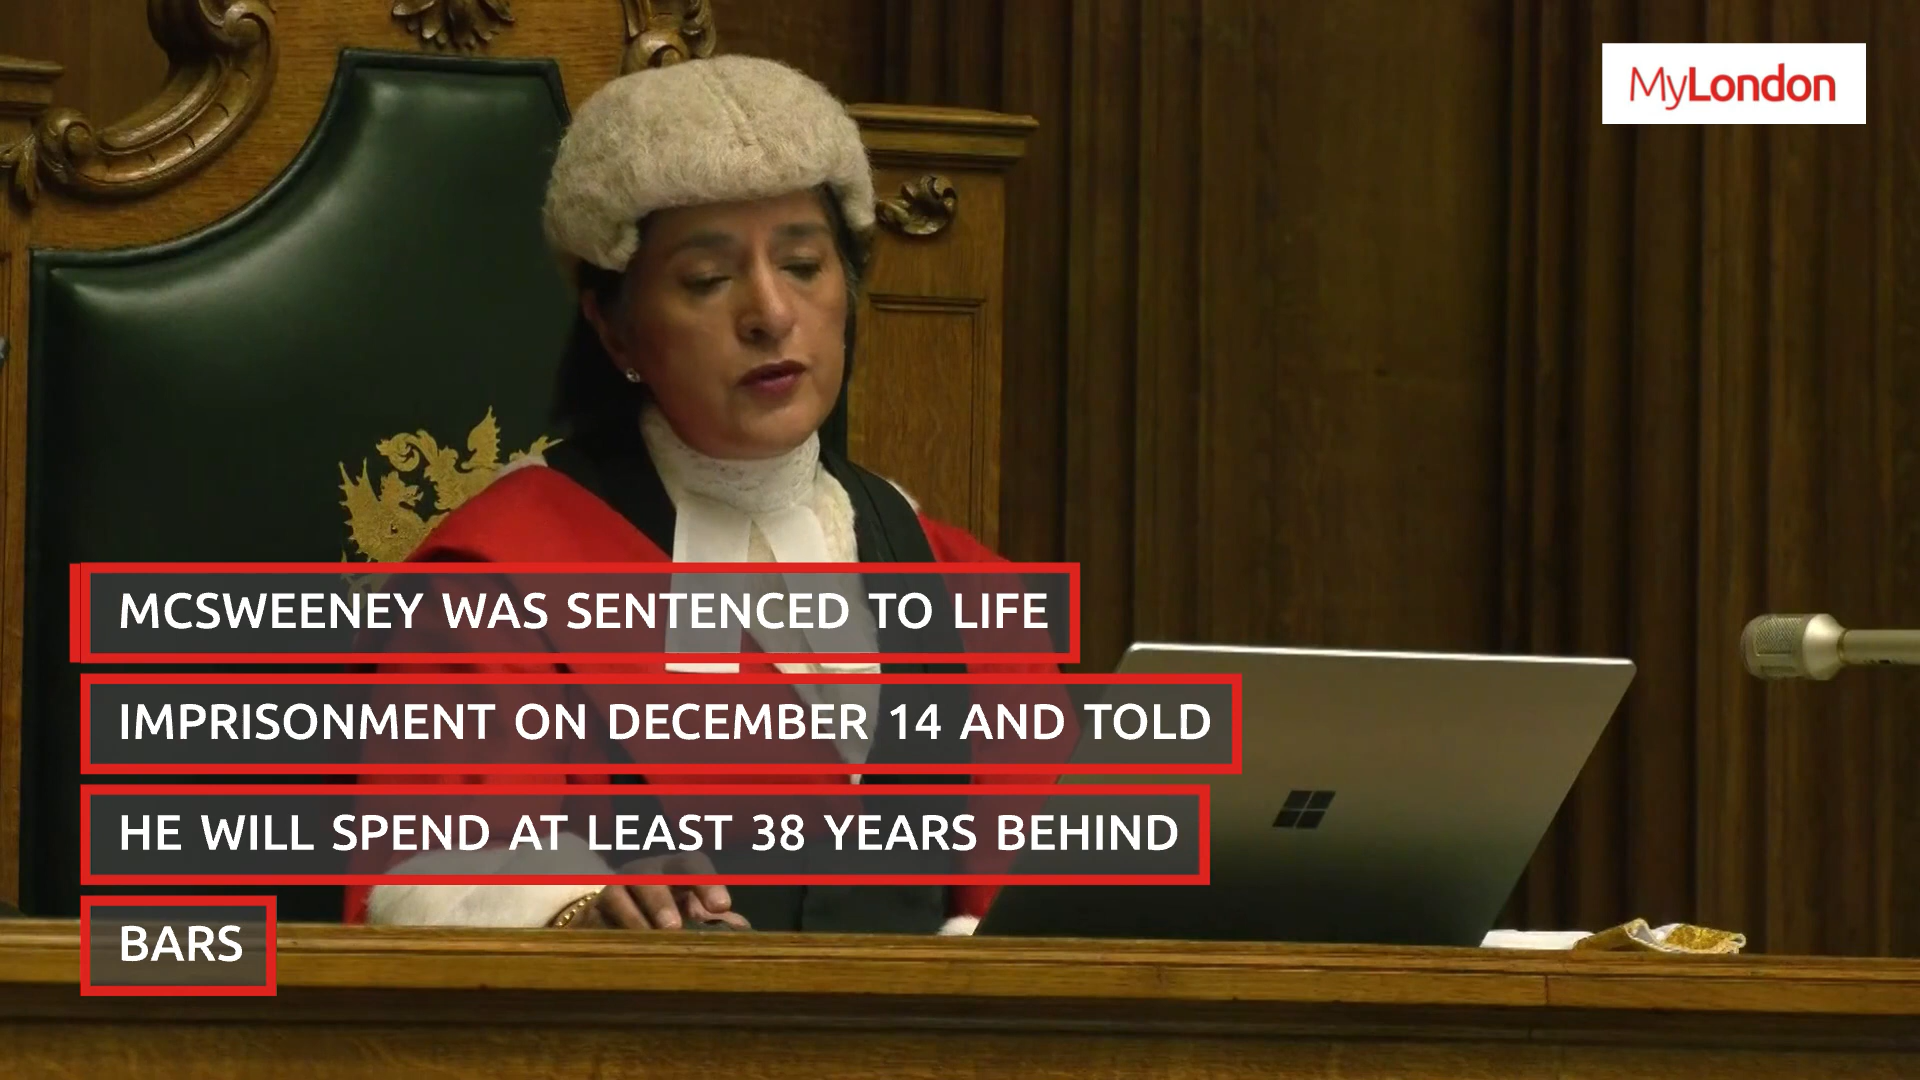 MyLondon
MCSWEENEY WAS SENTENCED TO LIFE
IMPRISONMENT ON DECEMBER 14 AND TOLD
HE WILL SPEND AT LEAST 38 YEARS BEHIND
BARS